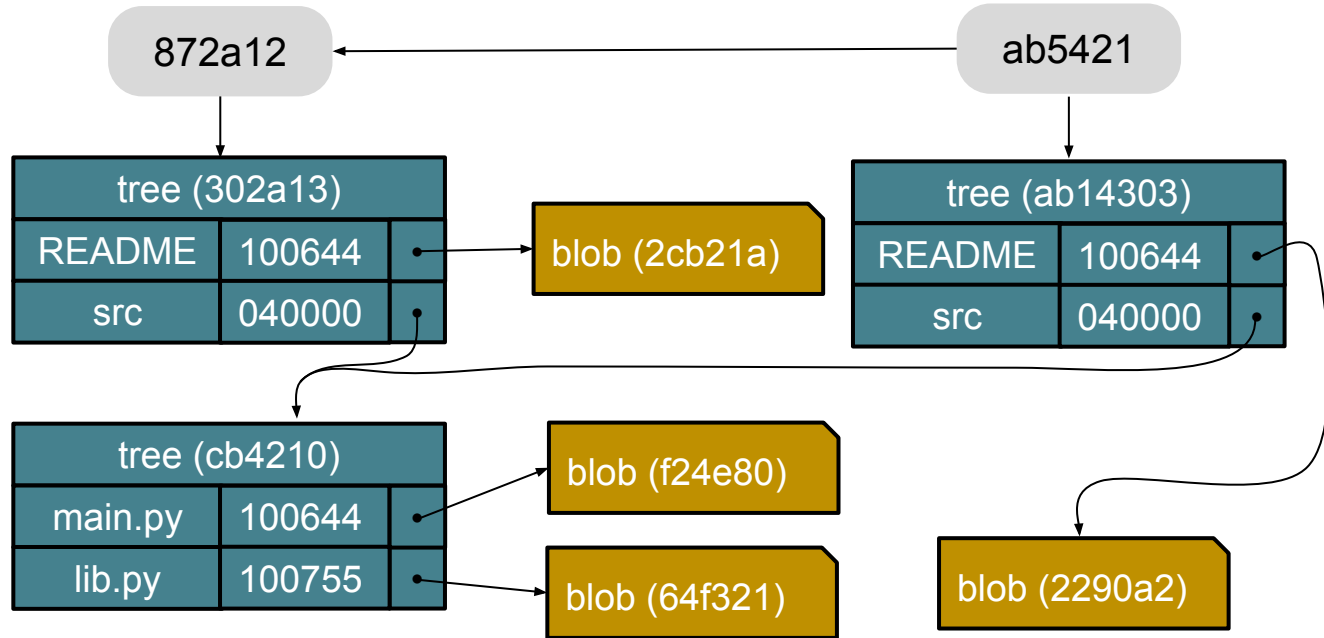 872a12
ab5421
tree (302a13)
README 100644
src 040000
blob (2cb21a)
tree (ab14303)
README 100644
src 040000
tree (cb4210)
main.py 100644
lib.py 100755
blob (f24e80)
blob (64f321)
blob (2290a2)